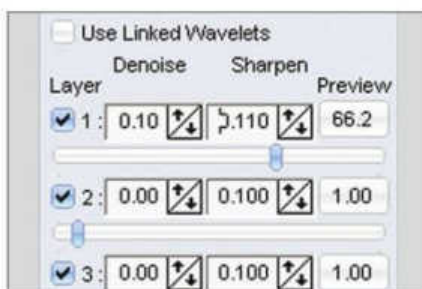 Use Linked Wavelets
Denoise Sharpen
Layer Preview
1: 0.10 66.2
2: 0.00 0.100 1.00
3: 0.00 0.100 1.00